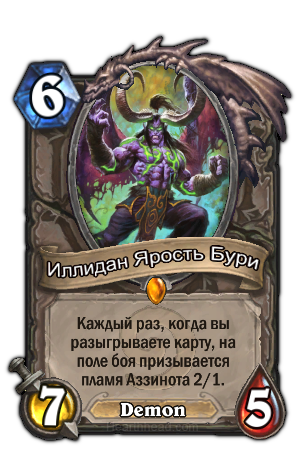 6
Иллидан Ярость Бури
Каждый раз, когда вы
разыгрываете карту, на
поле боя призывается
пламя Аззинота 2/1.
7
Demon
5